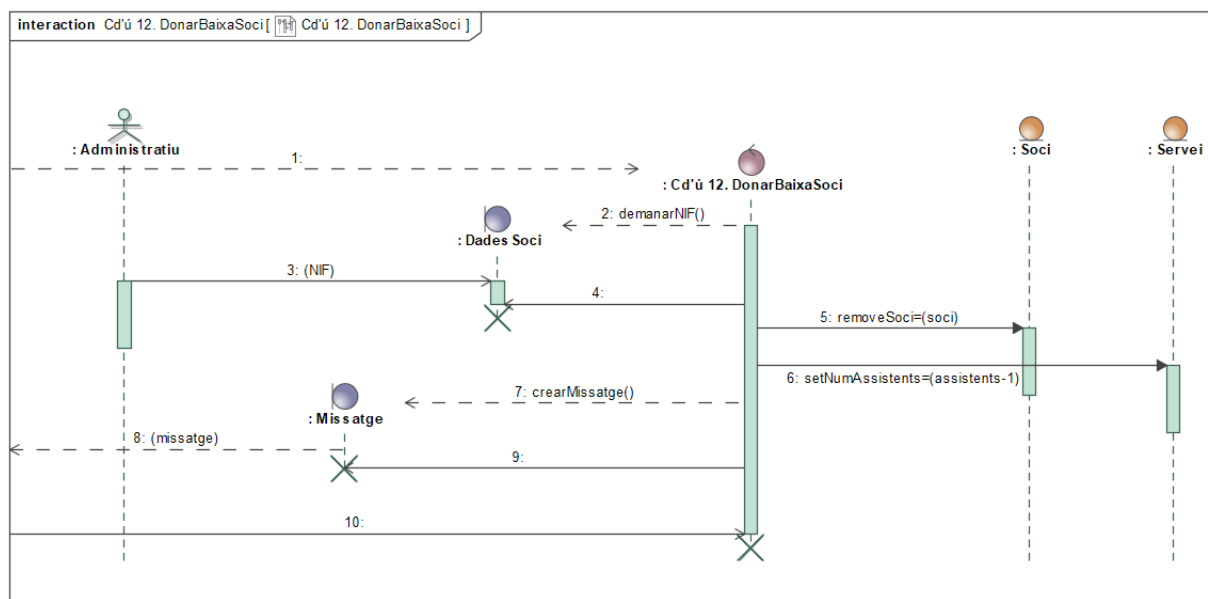 interaction Cd'ú 12. DonarBaixaSoci[ Cd'ú 12. DonarBaixaSoci ]
: Administratiu
: Soci
: Servei
1:
: Cd'ú 12. DonarBaixaSoci
2: demanarNIF()
: Dades Soci
3: (NIF)
4:
5: removeSoci=(soci)
6: setNumAssistents=(assistents-1)
7: crearMissatge()
: Missatge
8: (missatge)
9:
10: